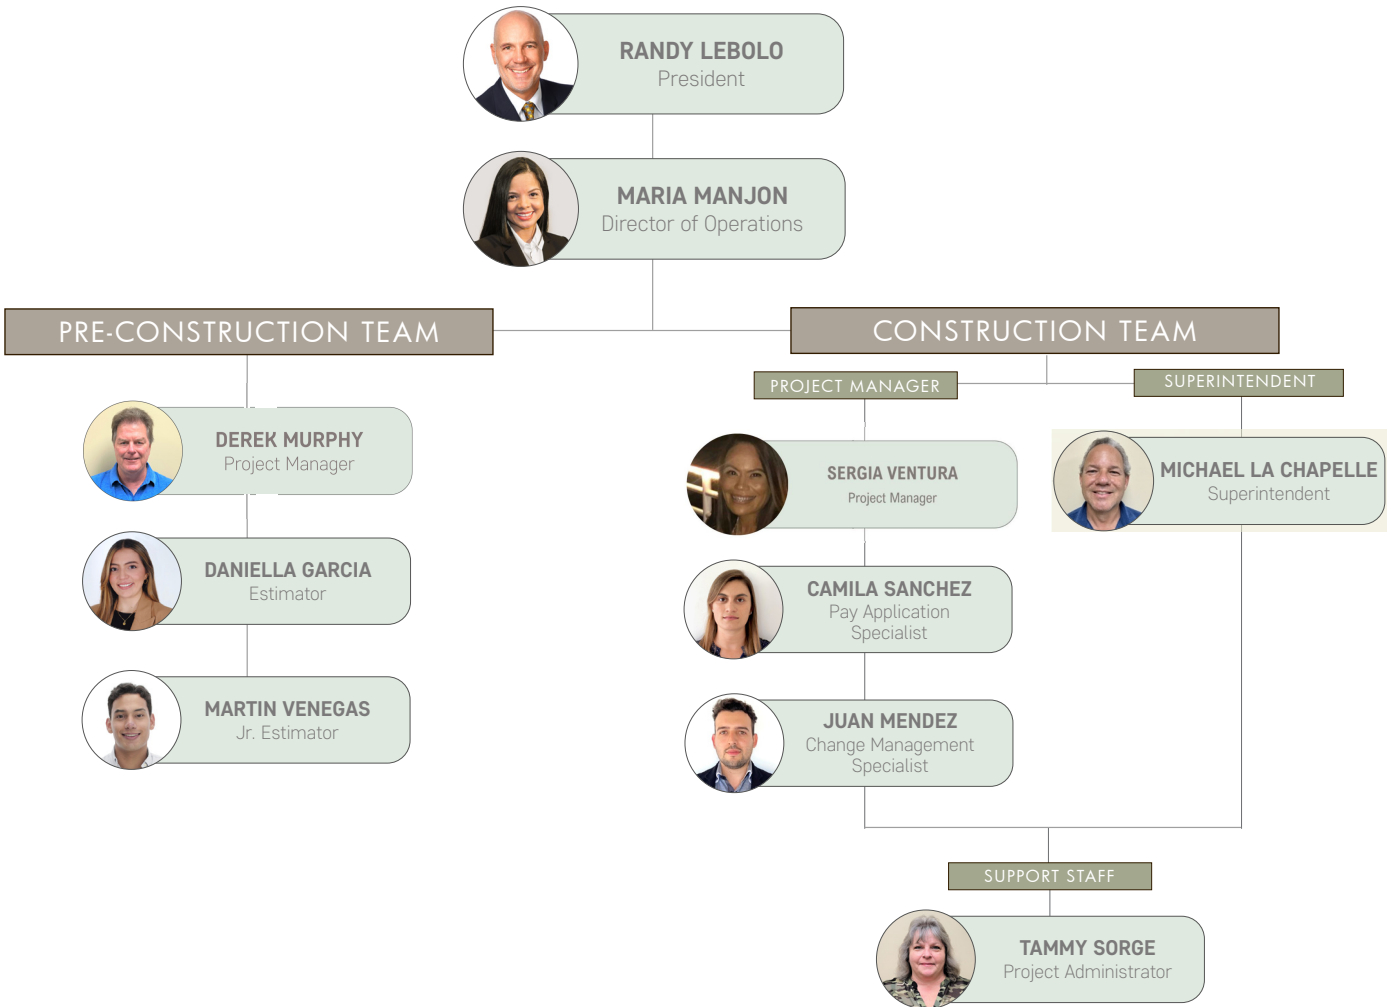 RANDY LEBOLO
President
MARIA MANJON
Director of Operations
PRE-CONSTRUCTION TEAM
DEREK MURPHY
Project Manager
DANIELLA GARCIA
Estimator
MARTIN VENEGAS
Jr. Estimator
CONSTRUCTION TEAM
PROJECT MANAGER
SERGIA VENTURA
Project Manager
CAMILA SANCHEZ
Pay Application
Specialist
JUAN MENDEZ
Change Management
Specialist
SUPERINTENDENT
MICHAEL LA CHAPELLE
Superintendent
SUPPORT STAFF
TAMMY SORGE
Project Administrator